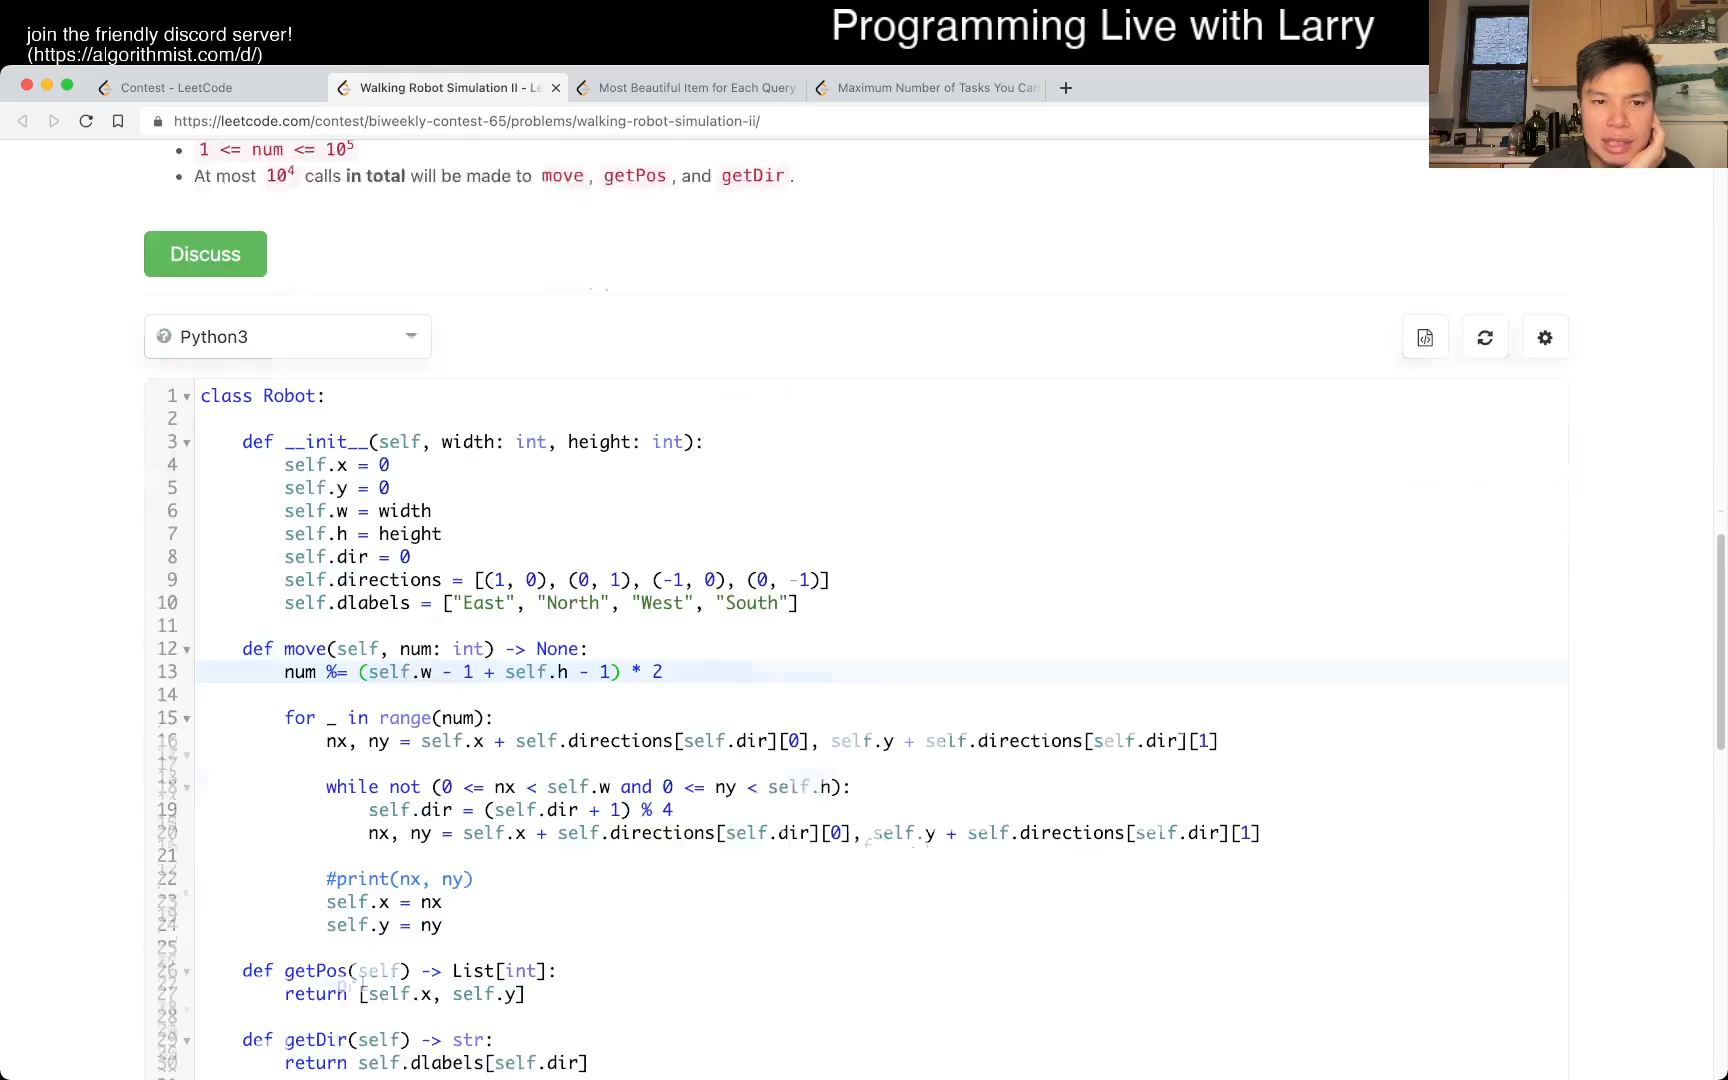 Programming Live with Larry
join the friendly discord server!
(https://algorithmist.com/d/)
Contest - LeetCode
Walking Robot Simulation II - Le
Most Beautiful Item for Each Query
Maximum Number of Tasks You Can
https://leetcode.com/contest/biweekly-contest-65/problems/walking-robot-simulation-ii/
1 <= num <= 10^5
At most 10^4 calls in total will be made to move, getPos, and getDir.
Discuss
Python3
1 class Robot:
2
3 def __init__(self, width: int, height: int):
4 self.x = 0
5 self.y = 0
6 self.w = width
7 self.h = height
8 self.dir = 0
9 self.directions = [(1, 0), (0, 1), (-1, 0), (0, -1)]
10 self.dlabels = ["East", "North", "West", "South"]
11
12 def move(self, num: int) -> None:
13 num %= (self.w - 1 + self.h - 1) * 2
14
15 for _ in range(num):
nx, ny = self.x + self.directions[self.dir][0], self.y + self.directions[self.dir][1]
while not (0 <= nx < self.w and 0 <= ny < self.h):
19 self.dir = (self.dir + 1) % 4
20 nx, ny = self.x + self.directions[self.dir][0], self.y + self.directions[self.dir][1]
21
22 #print(nx, ny)
23 self.x = nx
24 self.y = ny
25
26 def getPos(self) -> List[int]:
27 return [self.x, self.y]
28
29 def getDir(self) -> str:
30 return self.dlabels[self.dir]